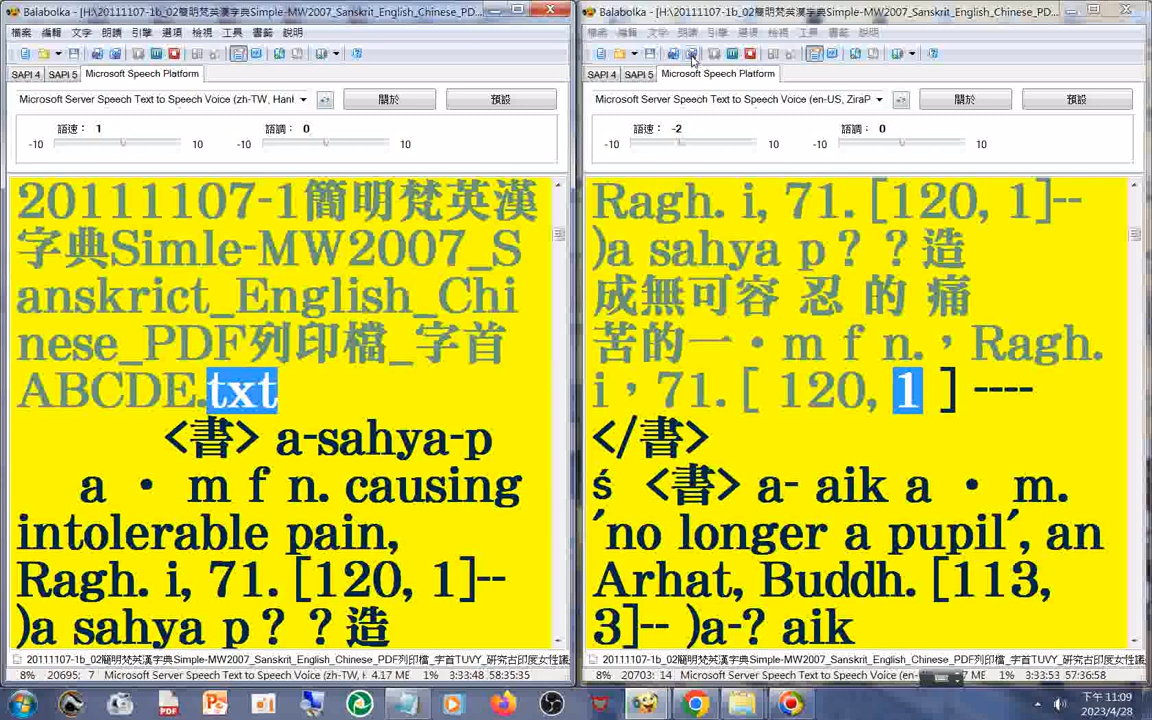 Balabolka - [H:\20111107-1b_02簡明梵英漢字典Simple-MW2007_Sanskrit_English_Chinese_PD...
檔案 編輯 文字 朗讀 引擎 選項 檢視 工具 書籤 說明
SAPI 4 SAPI 5 Microsoft Speech Platform
Microsoft Server Speech Text to Speech Voice (zh-TW, Han 關於 預設
語速： 1 語調： 0
-10 10 -10 10
20111107-1簡明梵英漢
字典Simle-MW2007_S
anskrict_English_Chi
nese_PDF列印檔_字首
ABCDE.txt
<書> a-sahya-p
a ・ m f n. causing
intolerable pain,
Ragh. i, 71. [120, 1]--
)a sahya p？？造
20111107-1b_02簡明梵英漢字典Simple-MW2007_Sanskrit_English_Chinese_PDF列印檔_字首TUVY_研究古印度女性議
8% 20695: 7 Microsoft Server Speech Text to Speech Voice (zh-TW, H 4.17 ME 1% 3:33:48 58:35:35
Balabolka - [H:\20111107-1b_02簡明梵英漢字典Simple-MW2007_Sanskrit_English_Chinese_PD...
檔案 編輯 文字 朗讀 引擎 選項 檢視 工具 書籤 說明
SAPI 4 SAPI 5 Microsoft Speech Platform
Microsoft Server Speech Text to Speech Voice (en-US, ZiraP 關於 預設
語速： -2 語調： 0
-10 10 -10 10
Ragh. i, 71. [120, 1]--
)a sahya p？？造
成無可容 忍 的 痛
苦的一・m f n.，Ragh.
i，71. [ 120, 1 ] ----
</書>
ś <書> a- aik a ・ m.
´no longer a pupil´, an
Arhat, Buddh. [113,
3]-- )a-? aik
20111107-1b_02簡明梵英漢字典Simple-MW2007_Sanskrit_English_Chinese_PDF列印檔_字首TUVY_研究古印度女性議
8% 20703: 14 Microsoft Server Speech Text to Speech Voice (en-US 4.17 ME 1% 3:33:53 57:36:58
下午 11:09
2023/4/28